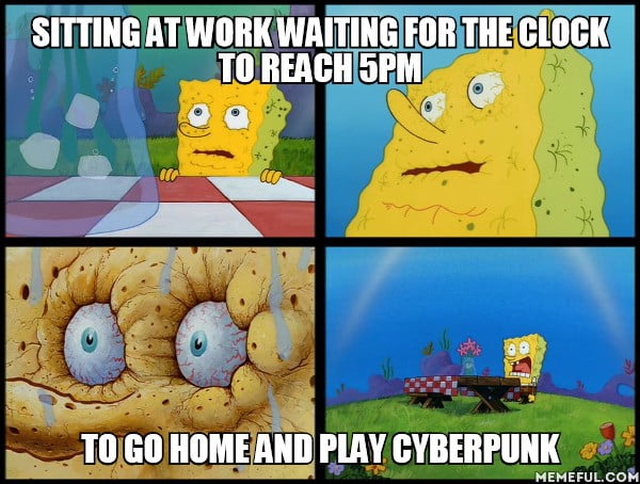 SITTING AT WORK WAITING FOR THE CLOCK
TO REACH 5PM
TO GO HOME AND PLAY CYBERPUNK
MEMEFUL.COM